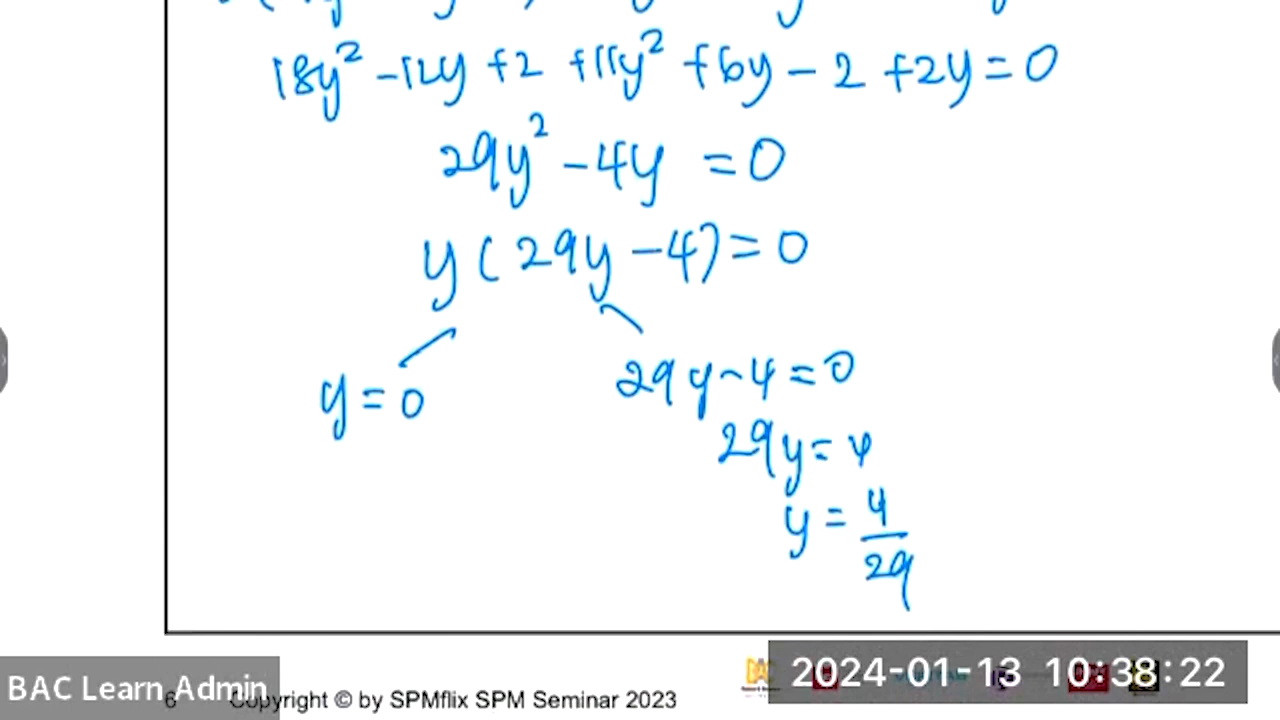 18y² -12y +2 +11y² +6y - 2 +2y = 0
29y² - 4y = 0
y ( 29y - 4) = 0
y = 0
29y - 4 = 0
29y = 4
y = 4/29
2024-01-13 10:38:22
BAC Learn Admin
6 Copyright © by SPMflix SPM Seminar 2023